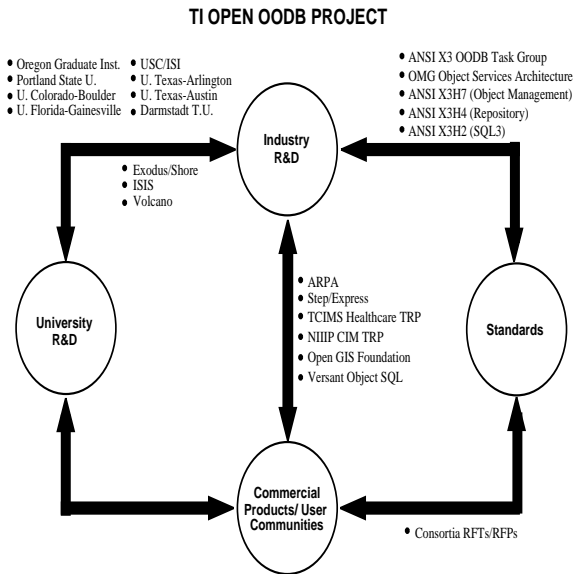 TI OPEN OODB PROJECT
• Oregon Graduate Inst.
• Portland State U.
• U. Colorado-Boulder
• U. Florida-Gainesville
• USC/ISI
• U. Texas-Arlington
• U. Texas-Austin
• Darmstadt T.U.
• ANSI X3 OODB Task Group
• OMG Object Services Architecture
• ANSI X3H7 (Object Management)
• ANSI X3H4 (Repository)
• ANSI X3H2 (SQL3)
Industry
R&D
• Exodus/Shore
• ISIS
• Volcano
• ARPA
• Step/Express
• TCIMS Healthcare TRP
• NIIIP CIM TRP
• Open GIS Foundation
• Versant Object SQL
University
R&D
Standards
Commercial
Products/ User
Communities
• Consortia RFTs/RFPs